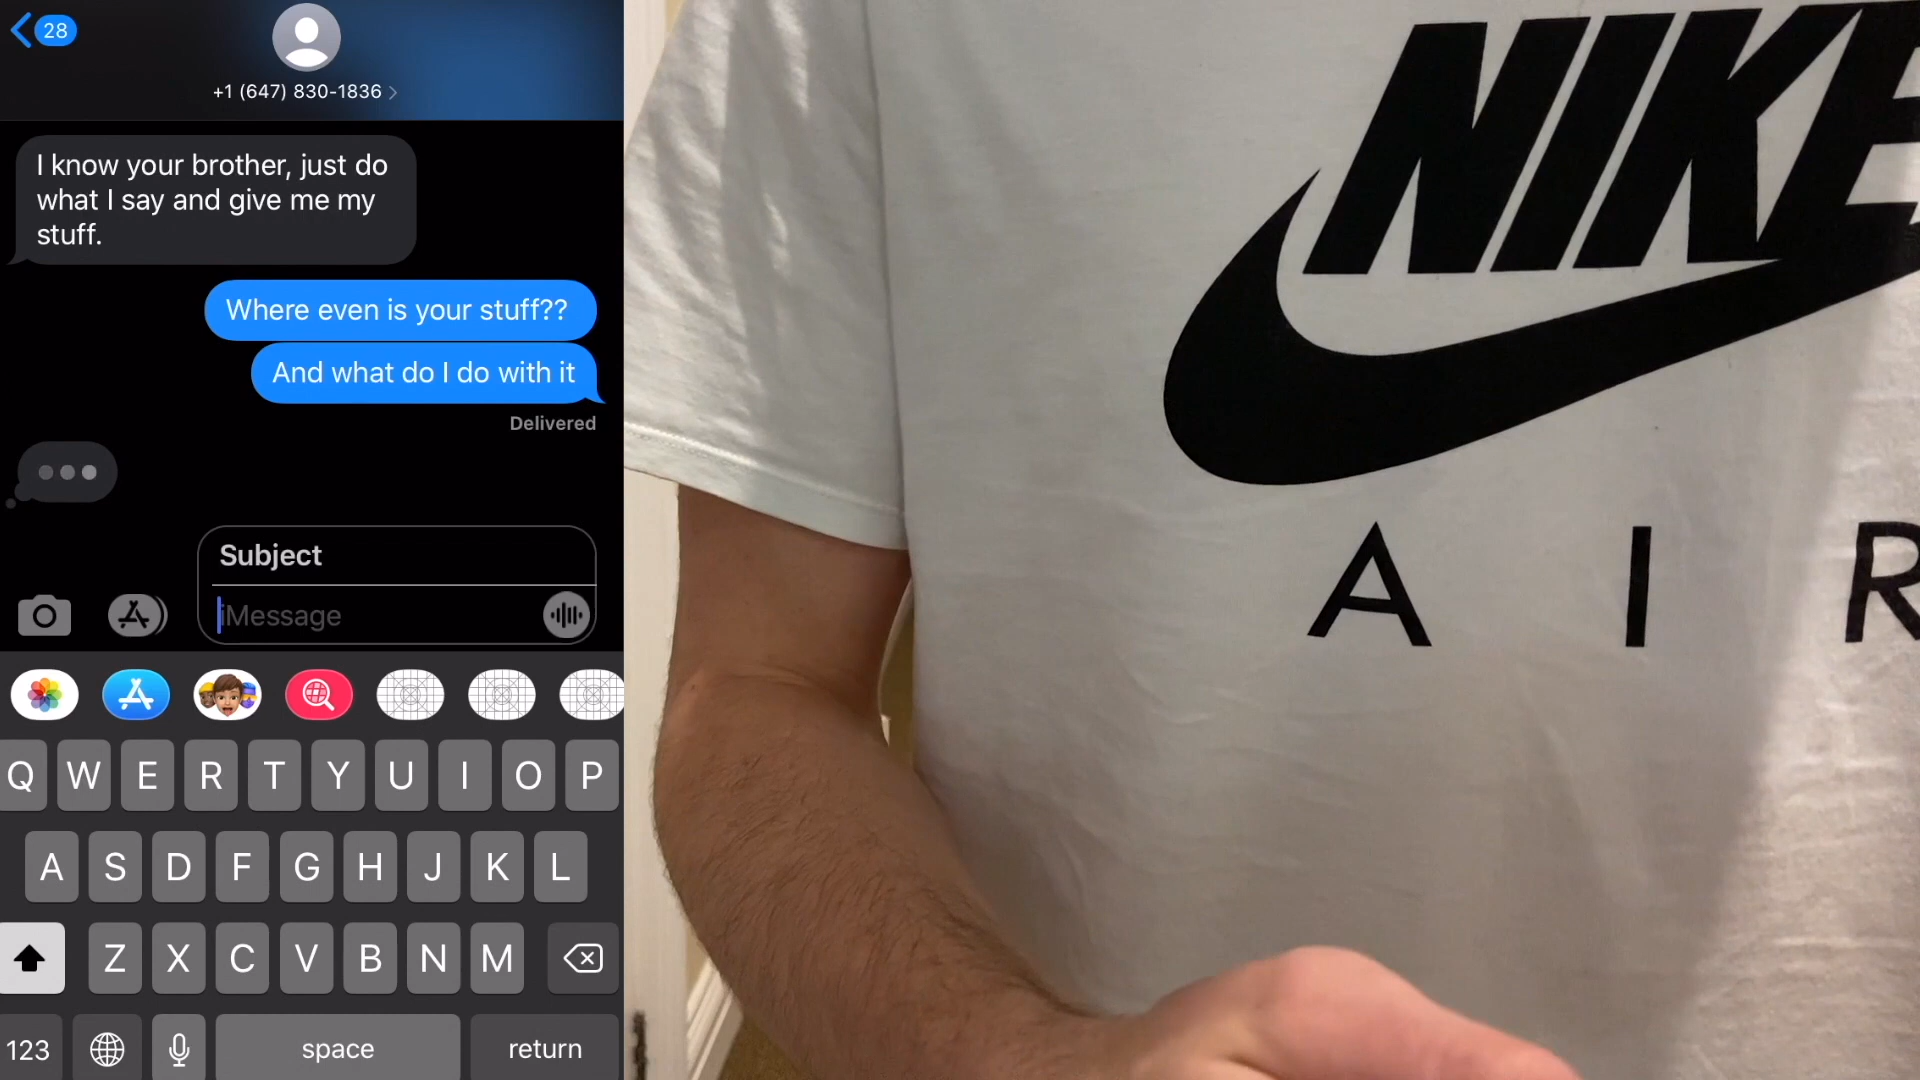 28
+1 (647) 830-1836
I know your brother, just do
what I say and give me my
stuff.
Where even is your stuff??
And what do I do with it
Delivered
Subject
iMessage
Q W E R T Y U I O P
A S D F G H J K L
Z X C V B N M
123 space return
NIKE
AIR